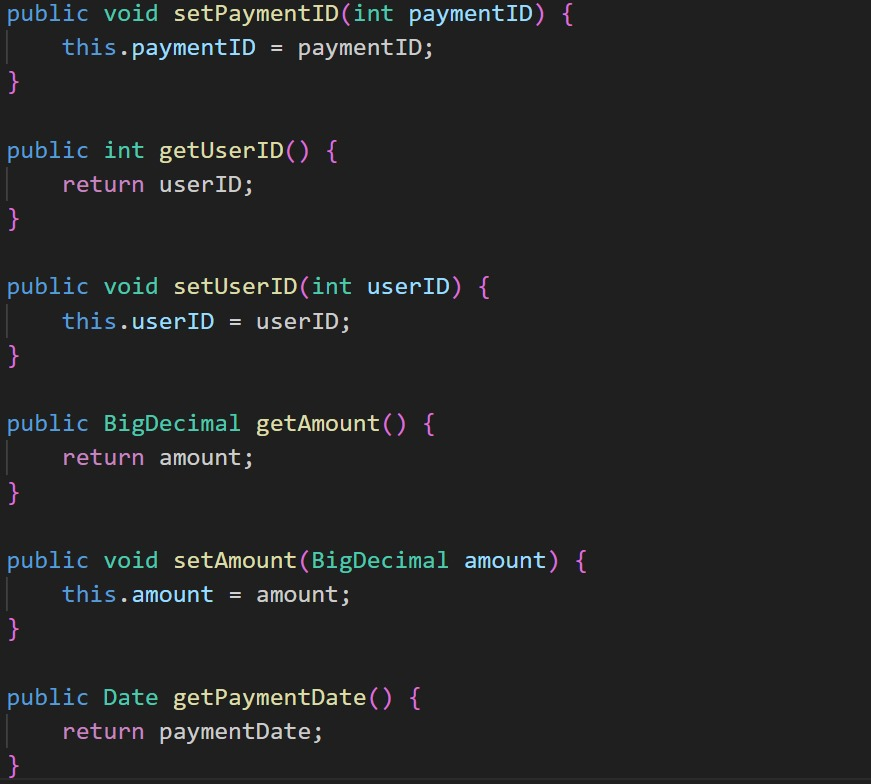 public void setPaymentID(int paymentID) {
    this.paymentID = paymentID;
}

public int getUserID() {
    return userID;
}

public void setUserID(int userID) {
    this.userID = userID;
}

public BigDecimal getAmount() {
    return amount;
}

public void setAmount(BigDecimal amount) {
    this.amount = amount;
}

public Date getPaymentDate() {
    return paymentDate;
}